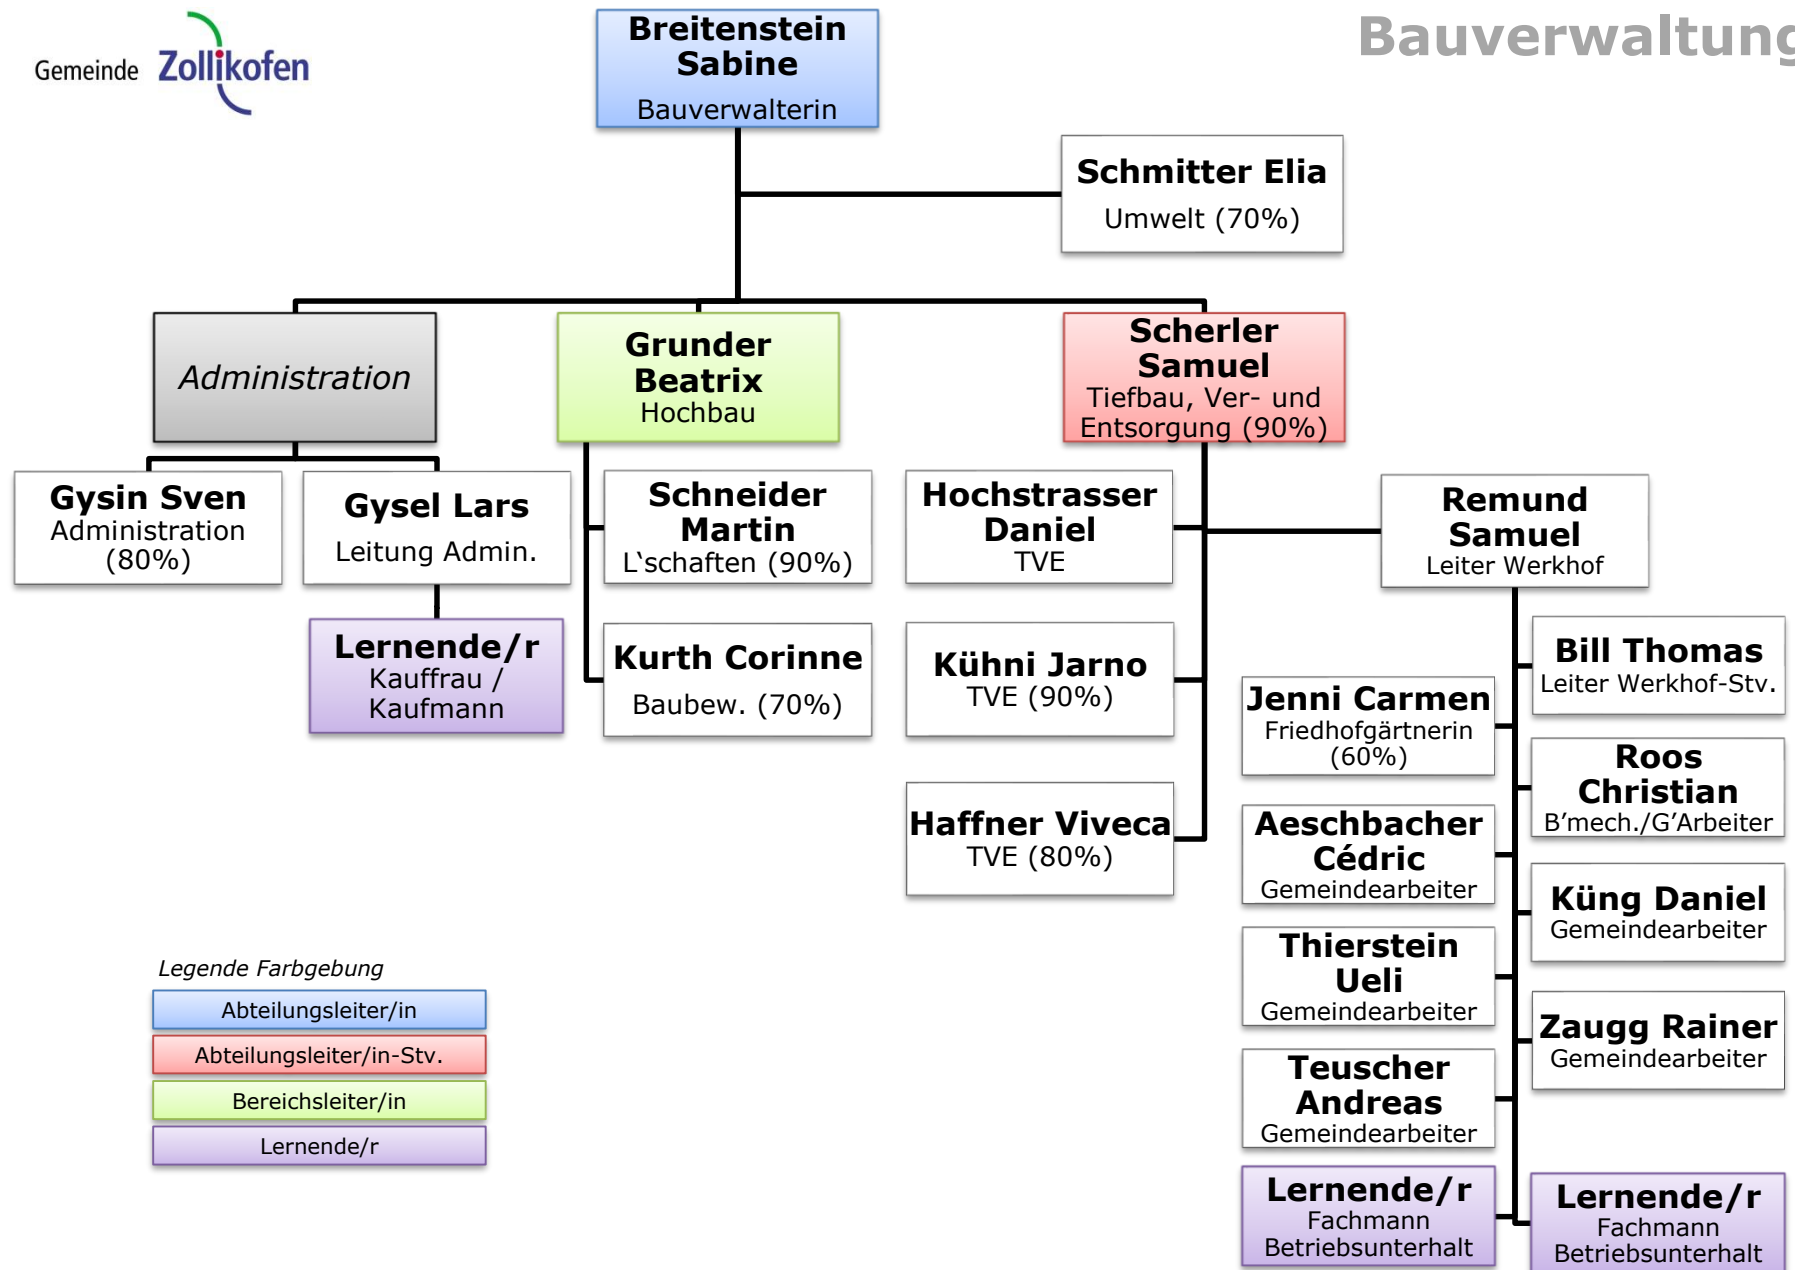 Gemeinde Zollikofen
Bauverwaltung
Breitenstein
Sabine
Bauverwalterin
Schmitter Elia
Umwelt (70%)
Administration
Grunder
Beatrix
Hochbau
Scherler
Samuel
Tiefbau, Ver- und
Entsorgung (90%)
Gysin Sven
Administration
(80%)
Gysel Lars
Leitung Admin.
Lernende/r
Kauffrau /
Kaufmann
Schneider
Martin
L‘schaften (90%)
Kurth Corinne
Baubew. (70%)
Hochstrasser
Daniel
TVE
Kühni Jarno
TVE (90%)
Haffner Viveca
TVE (80%)
Remund
Samuel
Leiter Werkhof
Bill Thomas
Leiter Werkhof-Stv.
Jenni Carmen
Friedhofgärtnerin
(60%)
Roos
Christian
B’mech./G’Arbeiter
Aeschbacher
Cédric
Gemeindearbeiter
Küng Daniel
Gemeindearbeiter
Thierstein
Ueli
Gemeindearbeiter
Zaugg Rainer
Gemeindearbeiter
Teuscher
Andreas
Gemeindearbeiter
Lernende/r
Fachmann
Betriebsunterhalt
Lernende/r
Fachmann
Betriebsunterhalt
Legende Farbgebung
Abteilungsleiter/in
Abteilungsleiter/in-Stv.
Bereichsleiter/in
Lernende/r